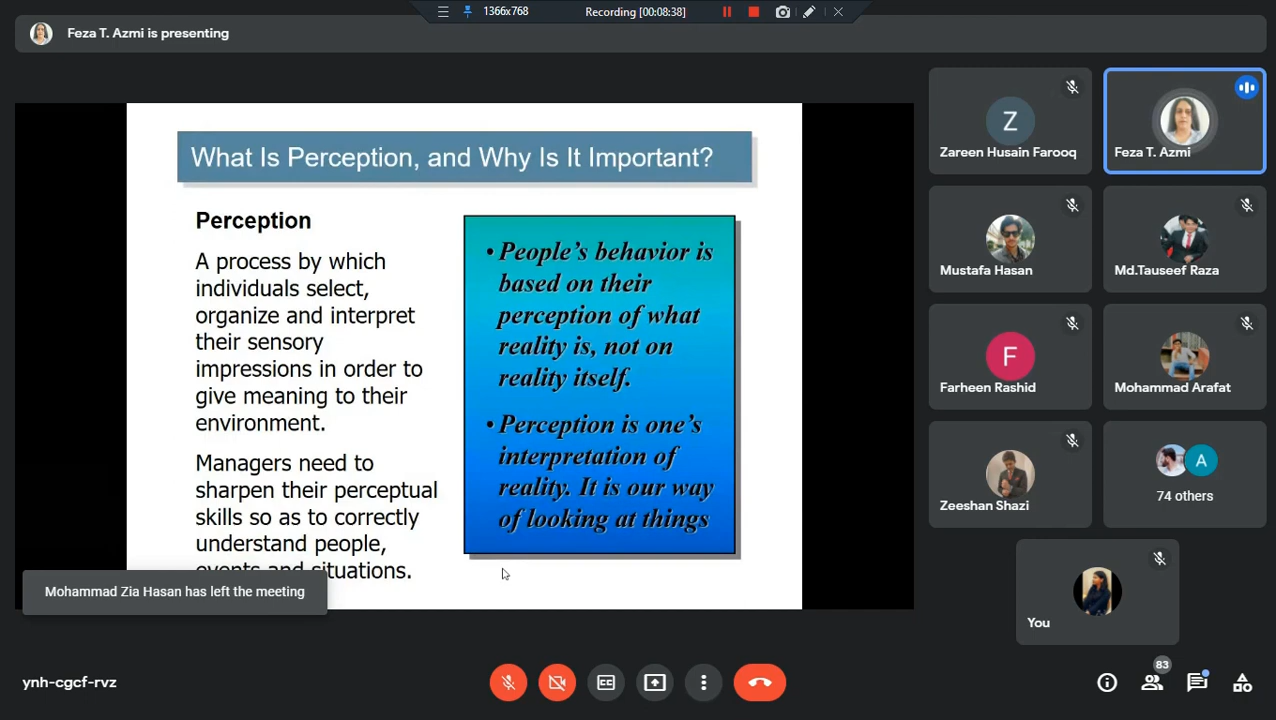 1366x768
Recording [00:08:38]
Feza T. Azmi is presenting
What Is Perception, and Why Is It Important?
Perception
A process by which
individuals select,
organize and interpret
their sensory
impressions in order to
give meaning to their
environment.
Managers need to
sharpen their perceptual
skills so as to correctly
understand people,
events and situations.
• People’s behavior is
based on their
perception of what
reality is, not on
reality itself.
• Perception is one’s
interpretation of
reality. It is our way
of looking at things
Mohammad Zia Hasan has left the meeting
Z
Zareen Husain Farooq
Feza T. Azmi
Mustafa Hasan
Md.Tauseef Raza
F
Farheen Rashid
Mohammad Arafat
Zeeshan Shazi
A
74 others
You
ynh-cgcf-rvz
CC
83